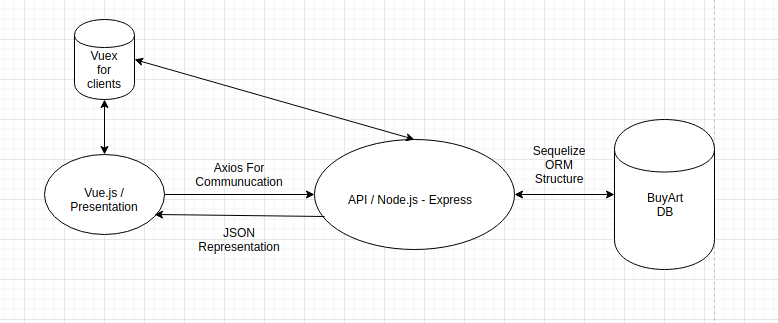 Vuex
for
clients
Vue.js /
Presentation
Axios For
Communucation
JSON
Representation
API / Node.js - Express
Sequelize
ORM
Structure
BuyArt
DB